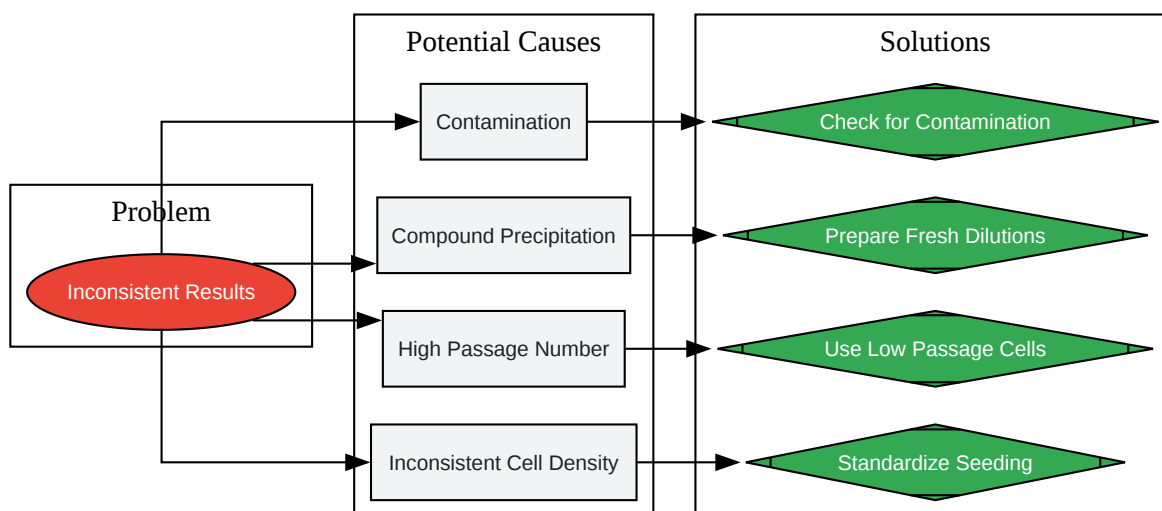 Potential Causes
Solutions
Contamination
Check for Contamination
Problem
Compound Precipitation
Prepare Fresh Dilutions
Inconsistent Results
High Passage Number
Use Low Passage Cells
Inconsistent Cell Density
Standardize Seeding